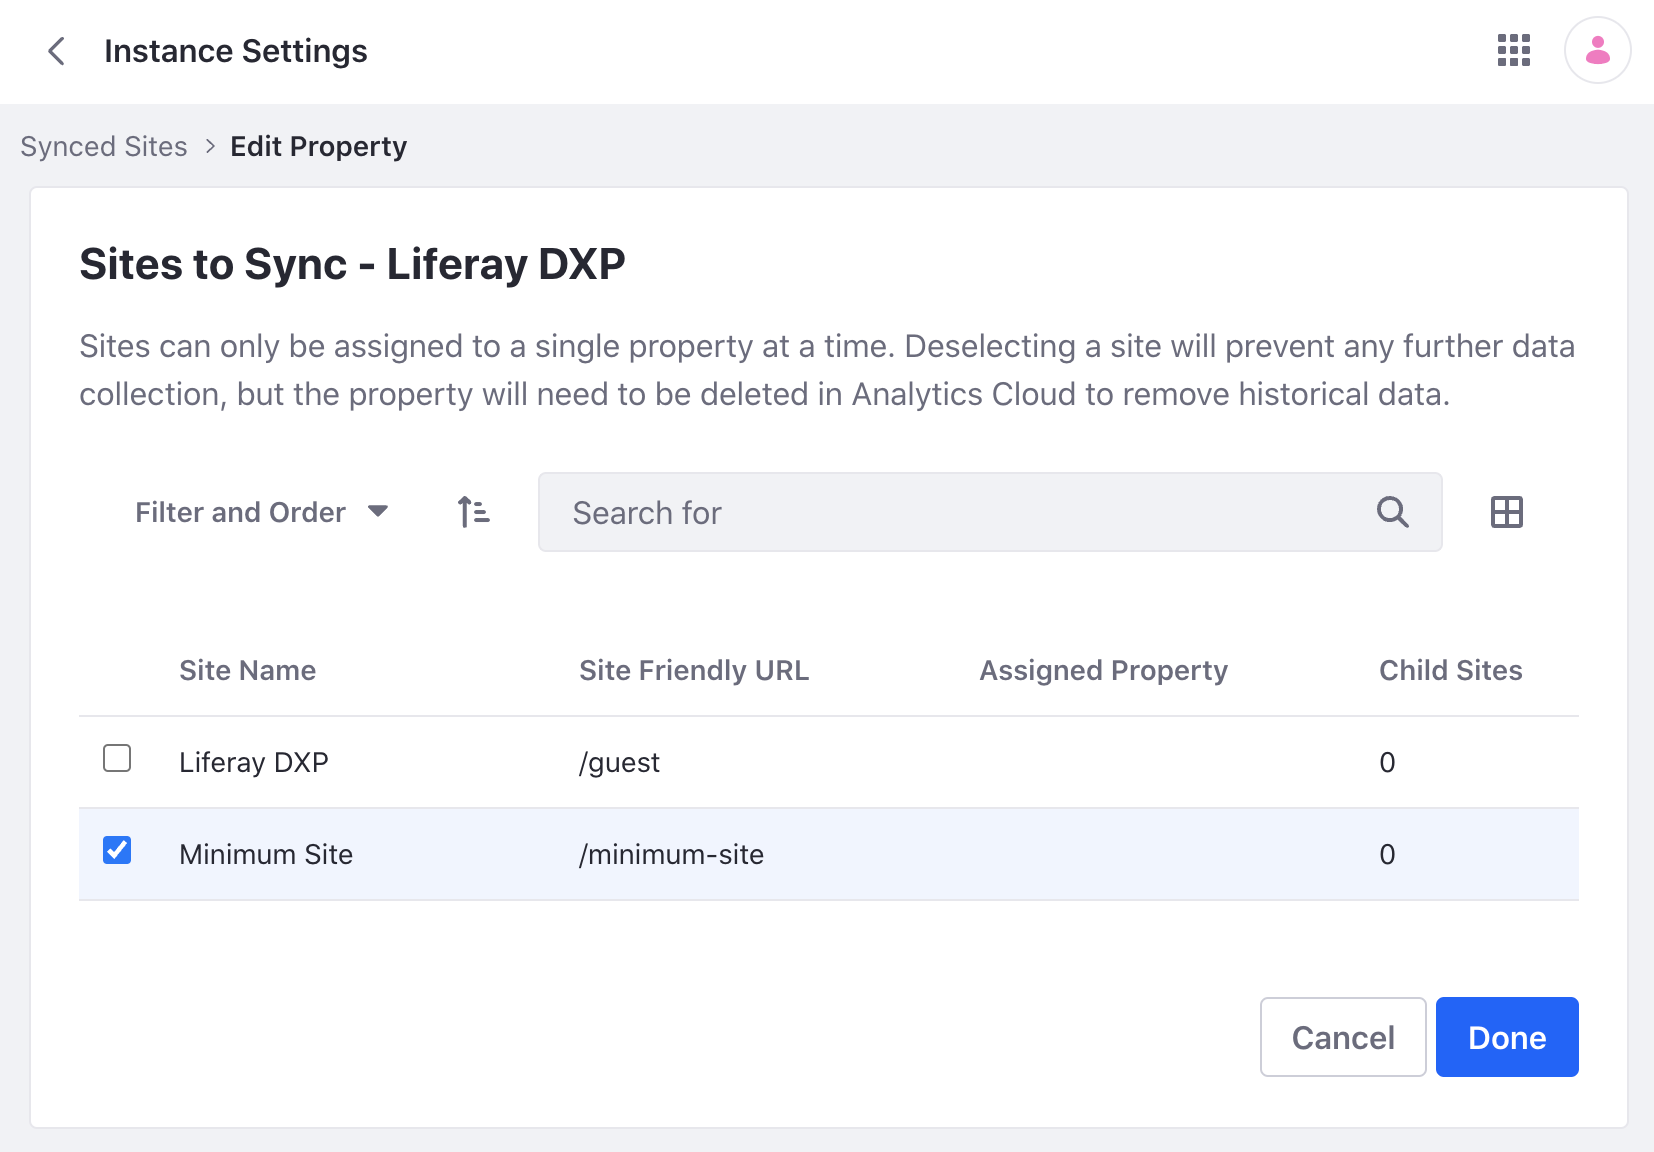 Instance Settings
Synced Sites > Edit Property
Sites to Sync - Liferay DXP
Sites can only be assigned to a single property at a time. Deselecting a site will prevent any further data
collection, but the property will need to be deleted in Analytics Cloud to remove historical data.
Filter and Order
Search for
Site Name Site Friendly URL Assigned Property Child Sites
Liferay DXP /guest 0
Minimum Site /minimum-site 0
Cancel Done